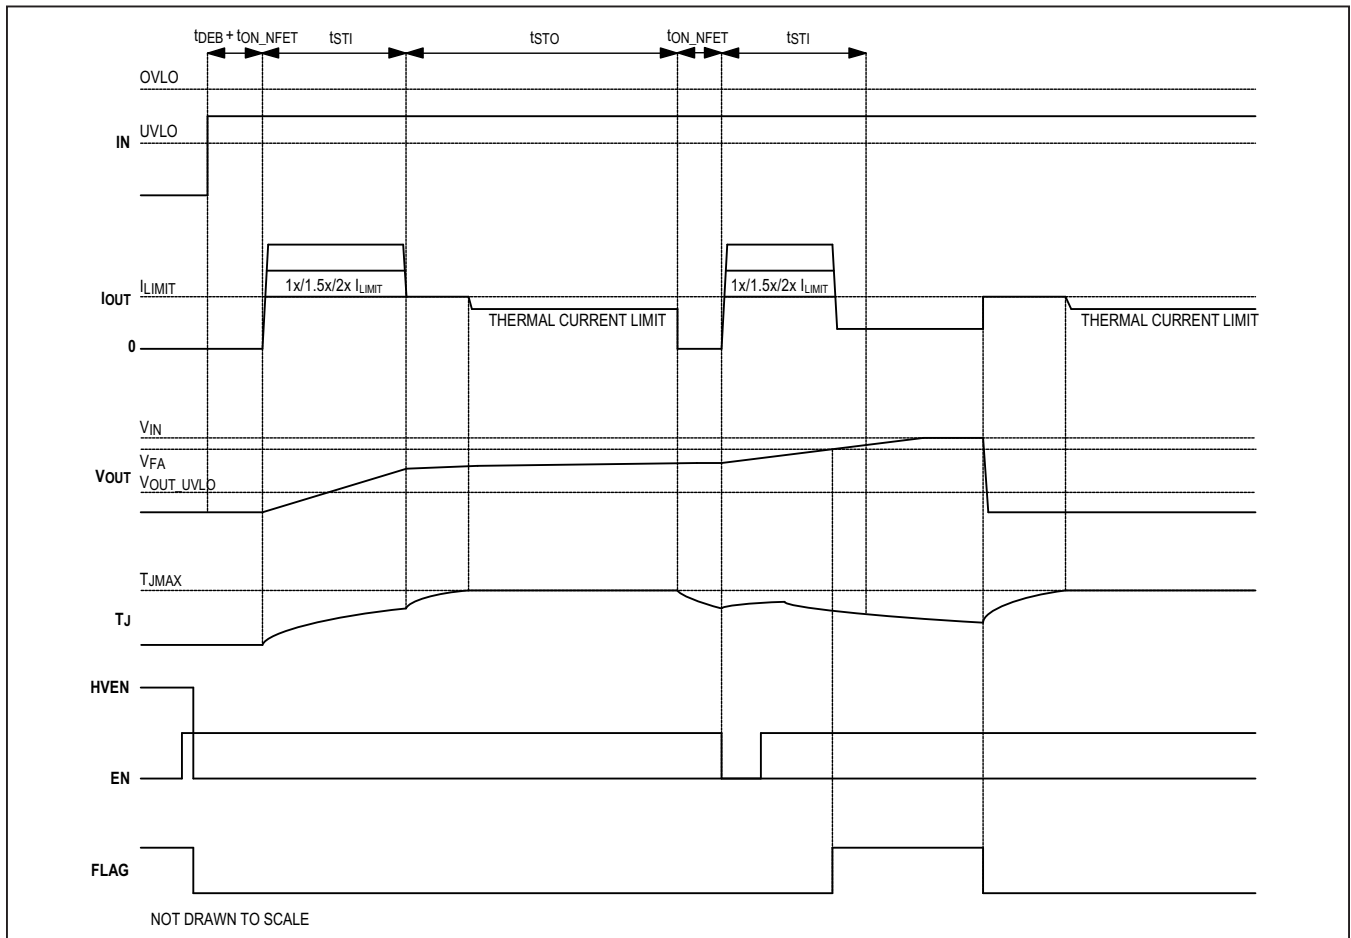 tDEB + tON_NFET tSTI tSTO tON_NFET tSTI
OVLO
UVLO
IN
ILIMIT
IOUT
1x/1.5x/2x ILIMIT 1x/1.5x/2x ILIMIT
THERMAL CURRENT LIMIT THERMAL CURRENT LIMIT
0
VIN
VFA
VOUT
VOUT_UVLO
TJMAX
TJ
HVEN
EN
FLAG
NOT DRAWN TO SCALE